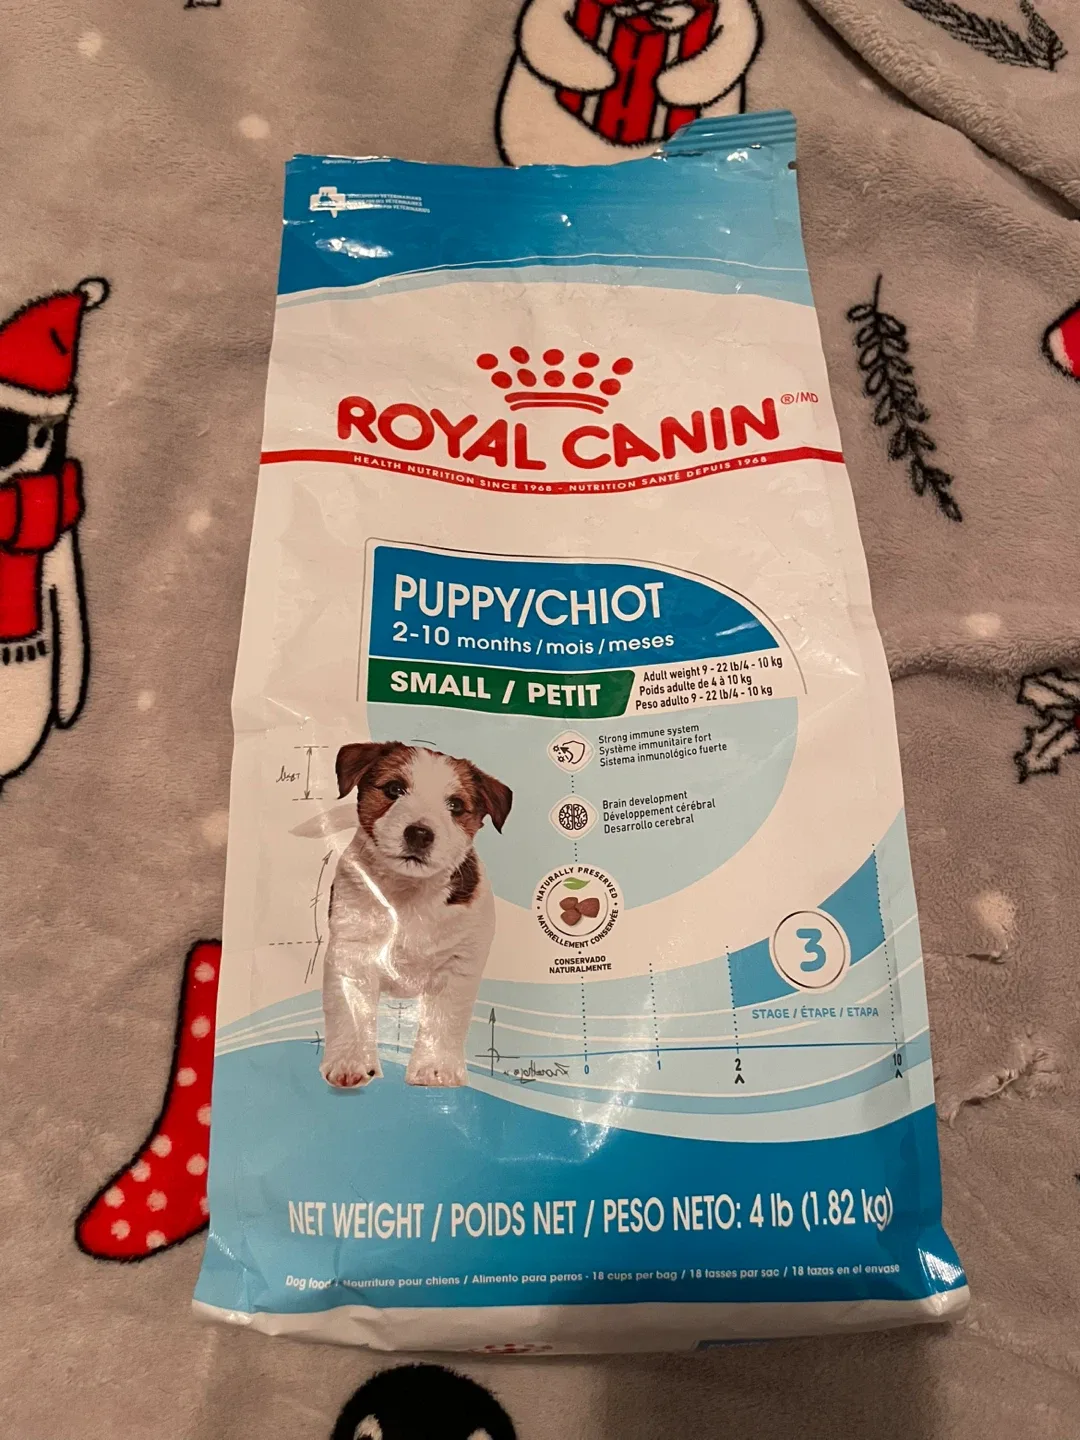 ROYAL CANIN ®/MD
HEALTH NUTRITION SINCE 1968 - NUTRITION SANTÉ DEPUIS 1968
PUPPY/CHIOT
2-10 months / mois / meses
SMALL / PETIT
Adult weight 9 - 22 lb/4 - 10 kg
Poids adulte de 4 à 10 kg
Peso adulto 9 - 22 lb/4 - 10 kg
Strong immune system
Système immunitaire fort
Sistema inmunológico fuerte
Brain development
Développement cérébral
Desarrollo cerebral
NATURALLY PRESERVED
NATURELLEMENT CONSERVÉE
CONSERVADO
NATURALMENTE
3
STAGE / ÉTAPE / ETAPA
0 1 2 10
NET WEIGHT / POIDS NET / PESO NETO: 4 lb (1.82 kg)
Dog food - Nourriture pour chiens / Alimento para perros - 18 cups per bag / 18 tasses par sac / 18 tazas en el envase